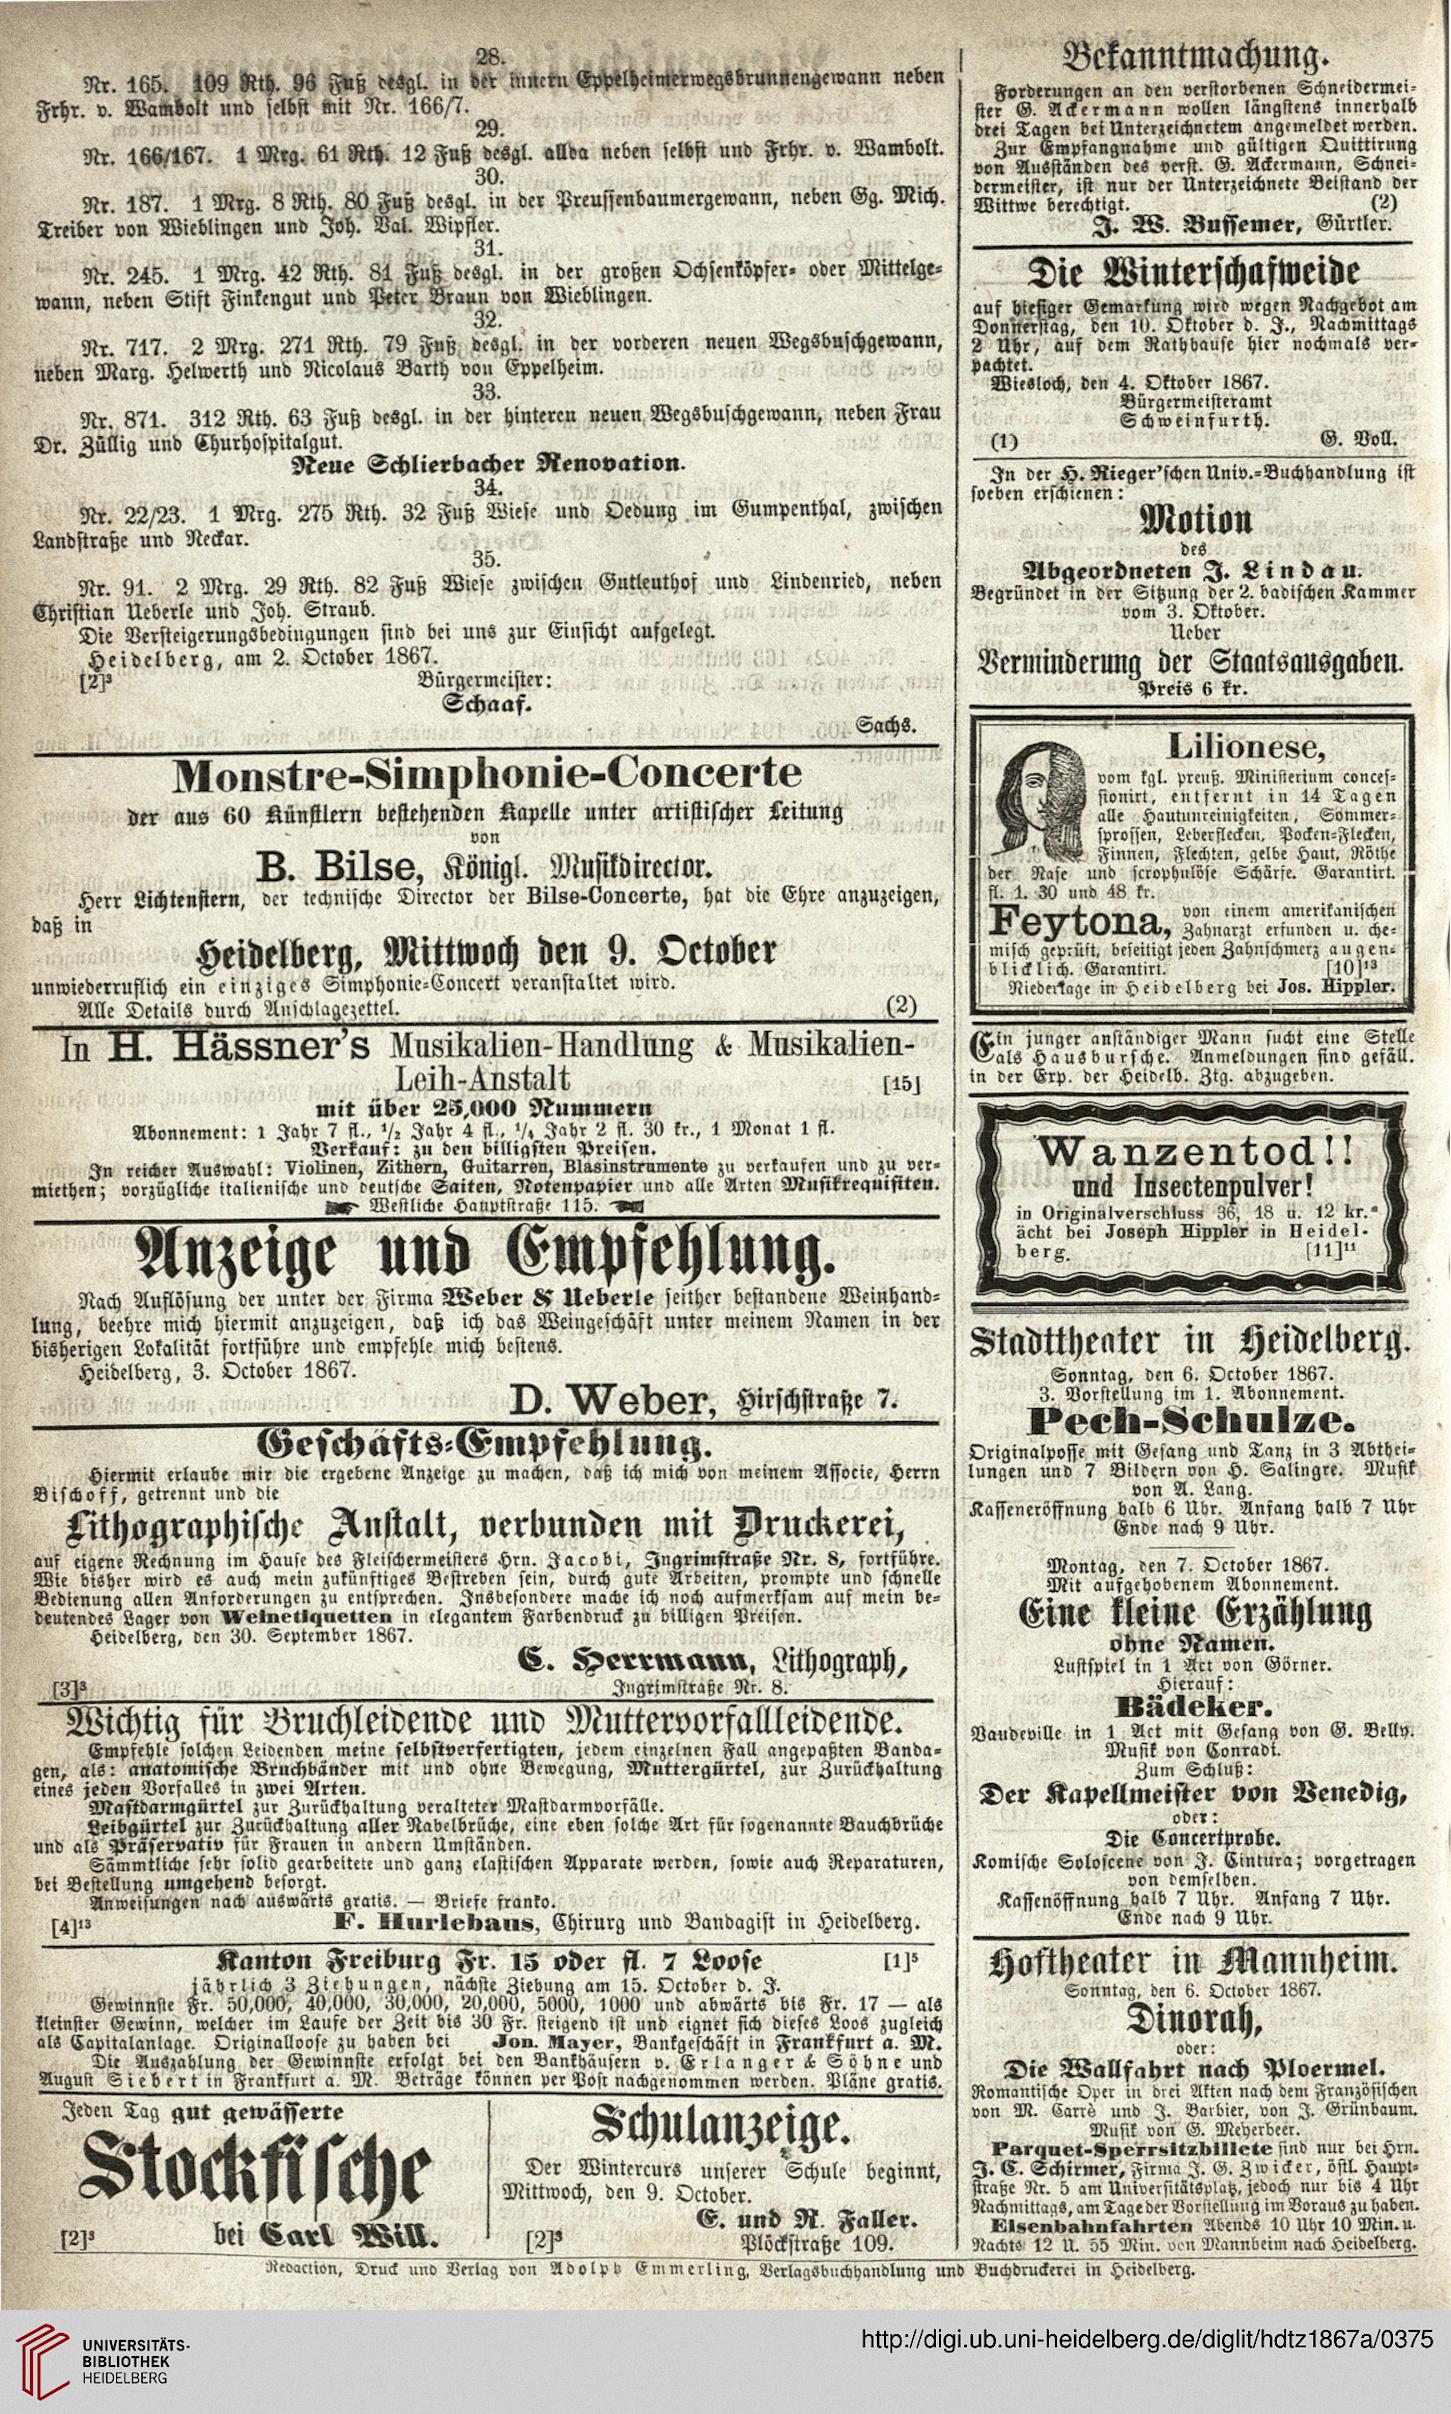 28.
Nr. 165. 109 Rth. 96 Fuß desgl. in der innern Eppelheimerwegsbrunnengewann neben
Frhr. v. Wambolt und selbst mit Nr. 166/7.
29.
Nr. 166/167. 1 Mrg. 61 Rth. 12 Fuß desgl. allda neben selbst und Frhr. v. Wambolt.
30.
Nr. 187. 1 Mrg. 8 Rth. 80 Fuß desgl. in der Preussenbaumergewann, neben Gg. Mich.
Treiber von Wieblingen und Joh. Val. Wipfler.
31.
Nr. 245. 1 Mrg. 42 Rth. 81 Fuß desgl. in der großen Ochsenköpfer- oder Mittelge-
wann, neben Stift Finkengut und Peter Braun von Wieblingen.
32.
Nr. 717. 2 Mrg. 271 Rth. 79 Fuß desgl. in der vorderen neuen Wegsbuschgewann,
neben Marg. Helwerth und Nicolaus Barth von Eppelheim.
33.
Nr. 871. 312 Rth. 63 Fuß desgl. in der hinteren neuen Wegsbuschgewann, neben Frau
Dr. Züllig und Churhospitalgut.
Neue Schlierbacher Renovation.
34.
Nr. 22/23. 1 Mrg. 275 Rth. 32 Fuß Wiese und Oedung im Gumpenthal, zwischen
Landstraße und Neckar.
35.
Nr. 91. 2 Mrg. 29 Rth. 82 Fuß Wiese zwischen Gutleuthof und Lindenried, neben
Christian Ueberle und Joh. Straub.
Die Versteigerungsbedingungen sind bei uns zur Einsicht aufgelegt.
Heidelberg, am 2. October 1867.
[2]³ Bürgermeister:
Schaaf.
Sachs.
Monstre-Simphonie-Concerte
der aus 60 Künstlern bestehenden Kapelle unter artistischer Leitung
von
B. Bilse, Königl. Musikdirector.
Herr Lichtenstern, der technische Director der Bilse-Concerte, hat die Ehre anzuzeigen,
daß in
Heidelberg, Mittwoch den 9. October
unwiederruflich ein einziges Simphonie-Concert veranstaltet wird.
Alle Details durch Anschlagezettel. (2)
In H. Hässner's Musikalien-Handlung & Musikalien-
Leih-Anstalt [15]
mit über 25,000 Nummern
Abonnement: 1 Jahr 7 fl., 1/2 Jahr 4 fl., 1/4 Jahr 2 fl. 30 kr., 1 Monat 1 fl.
Verkauf: zu den billigsten Preisen.
In reicher Auswahl: Violinen, Zithern, Guitarren, Blasinstrumente zu verkaufen und zu ver-
miethen; vorzügliche italienische und deutsche Saiten, Notenpapier und alle Arten Musikrequisiten.
Westliche Hauptstraße 115.
Anzeige und Empfehlung.
Nach Auflösung der unter der Firma Weber & Ueberle seither bestandene Weinhand-
lung, beehre mich hiermit anzuzeigen, daß ich das Weingeschäft unter meinem Namen in der
bisherigen Lokalität fortführe und empfehle mich bestens.
Heidelberg, 3. October 1867.
D. Weber, Hirschstraße 7.
Geschäfts-Empfehlung.
Hiermit erlaube mir die ergebene Anzeige zu machen, daß ich mich von meinem Associe, Herrn
Bischoff, getrennt und die
Lithographische Anstalt, verbunden mit Druckerei,
auf eigene Rechnung im Hause des Fleischermeisters Hrn. Jacobi, Ingrimstraße Nr. 8, fortführe.
Wie bisher wird es auch mein zukünftiges Bestreben sein, durch gute Arbeiten, prompte und schnelle
Bedienung allen Anforderungen zu entsprechen. Insbesondere mache ich noch aufmerksam auf mein be-
deutendes Lager von Weinetiquetten in elegantem Farbendruck zu billigen Preisen.
Heidelberg, den 30. September 1867.
C. Herrmann, Lithograph,
[3]³ Ingrimstraße Nr. 8.
Wichtig für Bruchleidende und Muttervorfallleidende.
Empfehle solchen Leidenden meine selbstverfertigten, jedem einzelnen Fall angepaßten Banda-
gen, als: anatomische Bruchbänder mit und ohne Bewegung, Muttergürtel, zur Zurückhaltung
eines jeden Vorfalles in zwei Arten.
Mastdarmgürtel zur Zurückhaltung veralteter Mastdarmvorfälle.
Leibgürtel zur Zurückhaltung aller Nabelbrüche, eine eben solche Art für sogenannte Bauchbrüche
und als Präservativ für Frauen in andern Umständen.
Sämmtliche sehr solid gearbeitete und ganz elastischen Apparate werden, sowie auch Reparaturen,
bei Bestellung umgehend besorgt.
Anweisungen nach auswärts gratis. — Briefe franko.
[4]¹³ F. Hurlebaus, Chirurg und Bandagist in Heidelberg.
Kanton Freiburg Fr. 15 oder fl. 7 Loose [1]⁵
jährlich 3 Ziehungen, nächste Ziehung am 15. October d. J.
Gewinnste Fr. 50,000, 40,000, 30,000, 20,000, 5000, 1000 und abwärts bis Fr. 17 — als
kleinster Gewinn, welcher im Laufe der Zeit bis 30 Fr. steigend ist und eignet sich dieses Loos zugleich
als Capitalanlage. Originalloose zu haben bei Jon. Mayer, Bankgeschäft in Frankfurt a. M.
Die Auszahlung der Gewinnste erfolgt bei den Bankhäusern v. Erlanger & Söhne und
August Siebert in Frankfurt a. M. Beträge können per Post nachgenommen werden. Pläne gratis.
Jeden Tag gut gewässerte
Stockfische
[2]³ bei Carl Will.
Schulanzeige.
Der Wintercurs unserer Schule beginnt,
Mittwoch, den 9. October.
E. und R. Faller.
[2]³ Plöckstraße 109.
Bekanntmachung.
Forderungen an den verstorbenen Schneidermei-
ster G. Ackermann wollen längstens innerhalb
drei Tagen bei Unterzeichnetem angemeldet werden.
Zur Empfangnahme und gültigen Quittirung
von Ausständen des verst. G. Ackermann, Schnei-
dermeister, ist nur der Unterzeichnete Beistand der
Wittwe berechtigt. (2)
J. W. Bussemer, Gürtler.
Die Winterschafweide
auf hiesiger Gemarkung wird wegen Nachgebot am
Donnerstag, den 10. Oktober d. J., Nachmittags
2 Uhr, auf dem Rathhause hier nochmals ver-
pachtet.
Wiesloch, den 4. Oktober 1867.
Bürgermeisteramt
Schweinfurth.
(1) G. Voll.
In der H. Rieger'schen Univ.-Buchhandlung ist
soeben erschienen:
Motion
des
Abgeordneten J. Lindau.
Begründet in der Sitzung der 2. badischen Kammer
vom 3. Oktober.
Ueber
Verminderung der Staatsausgaben.
Preis 6 kr.
Lilionese,
vom kgl. preuß. Ministerium conces-
sionirt, entfernt in 14 Tagen
alle Hautunreinigkeiten, Sommer-
sprossen, Leberflecken, Pocken-Flecken,
Finnen, Flechten, gelbe Haut, Röthe
der Nase und scrophulöse Schärfe. Garantirt.
fl. 1. 30 und 48 kr.
Feytona, von einem amerikanischen
Zahnarzt erfunden u. che-
misch geprüft, beseitigt jeden Zahnschmerz augen-
blicklich. Garantirt. [10]¹³
Niederlage in Heidelberg bei Jos. Hippler.
Ein junger anständiger Mann sucht eine Stelle
als Hausbursche. Anmeldungen sind gefäll.
in der Exp. der Heidelb. Ztg. abzugeben.
Wanzentod!!
und Insectenpulver!
in Originalverschluss 36, 18 u. 12 kr.
ächt bei Joseph Hippler in Heidel-
berg. [11]¹¹
Stadttheater in Heidelberg.
Sonntag, den 6. October 1867.
3. Vorstellung im 1. Abonnement.
Pech-Schulze.
Originalposse mit Gesang und Tanz in 3 Abthei-
lungen und 7 Bildern von H. Salingre. Musik
von A. Lang.
Kasseneröffnung halb 6 Uhr. Anfang halb 7 Uhr
Ende nach 9 Uhr.
Montag, den 7. October 1867.
Mit aufgehobenem Abonnement.
Eine kleine Erzählung
ohne Namen.
Lustspiel in 1 Act von Görner.
Hierauf:
Bädeker.
Vaudeville in 1 Act mit Gesang von G. Belly.
Musik von Conradi.
Zum Schluß:
Der Kapellmeister von Venedig,
oder:
Die Concertprobe.
Komische Soloscene von J. Cintura; vorgetragen
von demselben.
Kassenöffnung halb 7 Uhr. Anfang 7 Uhr.
Ende nach 9 Uhr.
Hoftheater in Mannheim.
Sonntag, den 6. October 1867.
Dinorah,
oder:
Die Wallfahrt nach Ploermel.
Romantische Oper in drei Akten nach dem Französischen
von M. Carrè und J. Barbier, von J. Grünbaum.
Musik von G. Meyerbeer.
Parquet-Sperrsitzbillete sind nur bei Hrn.
J. C. Schirmer, Firma J. G. Zwicker, östl. Haupt-
straße Nr. 5 am Universitätsplatz, jedoch nur bis 4 Uhr
Nachmittags, am Tage der Vorstellung im Voraus zu haben.
Eisenbahnfahrten Abends 10 Uhr 10 Min. u.
Nachts 12 U. 55 Min. von Mannheim nach Heidelberg.
Redaction, Druck und Verlag von Adolph Emmerling, Verlagsbuchhandlung und Buchdruckerei in Heidelberg.
UNIVERSITÄTS-
BIBLIOTHEK
HEIDELBERG
http://digi.ub.uni-heidelberg.de/diglit/hdtz1867a/0375